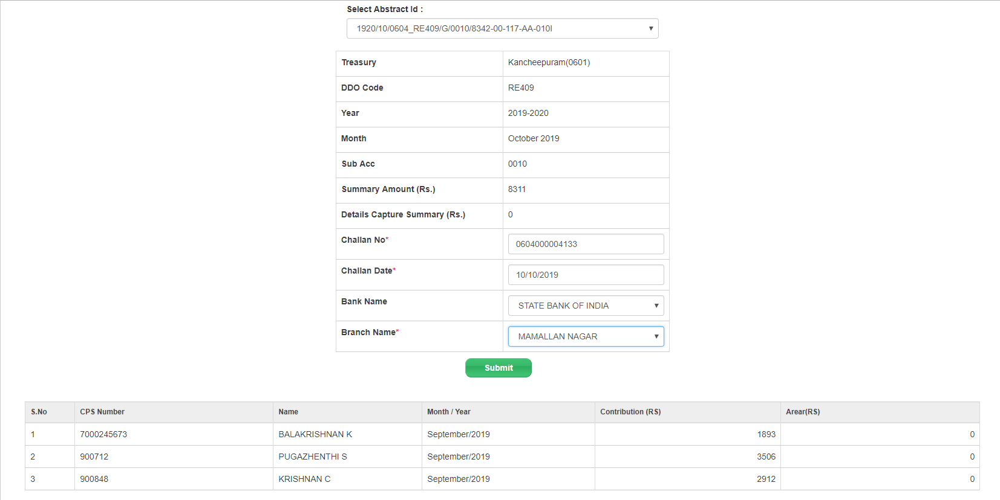 Select Abstract Id :
1920/10/0604_RE409/G/0010/8342-00-117-AA-010I
Treasury Kancheepuram(0601)
DDO Code RE409
Year 2019-2020
Month October 2019
Sub Acc 0010
Summary Amount (Rs.) 8311
Details Capture Summary (Rs.) 0
Challan No* 0604000004133
Challan Date* 10/10/2019
Bank Name STATE BANK OF INDIA
Branch Name* MAMALLAN NAGAR
Submit
S.No CPS Number Name Month / Year Contribution (RS) Arear(RS)
1 7000245673 BALAKRISHNAN K September/2019 1893 0
2 900712 PUGAZHENTHI S September/2019 3506 0
3 900848 KRISHNAN C September/2019 2912 0